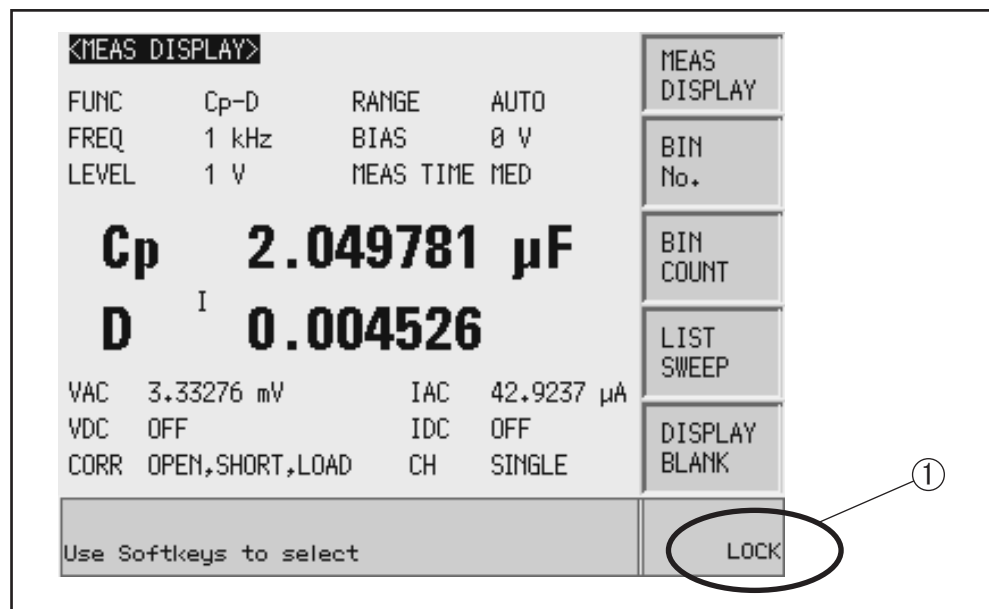 <MEAS DISPLAY>
FUNC Cp-D RANGE AUTO
FREQ 1 kHz BIAS 0 V
LEVEL 1 V MEAS TIME MED
Cp 2.049781 µF
I
D 0.004526
VAC 3.33276 mV IAC 42.9237 µA
VDC OFF IDC OFF
CORR OPEN,SHORT,LOAD CH SINGLE
MEAS
DISPLAY
BIN
No.
BIN
COUNT
LIST
SWEEP
DISPLAY
BLANK
①
Use Softkeys to select
LOCK